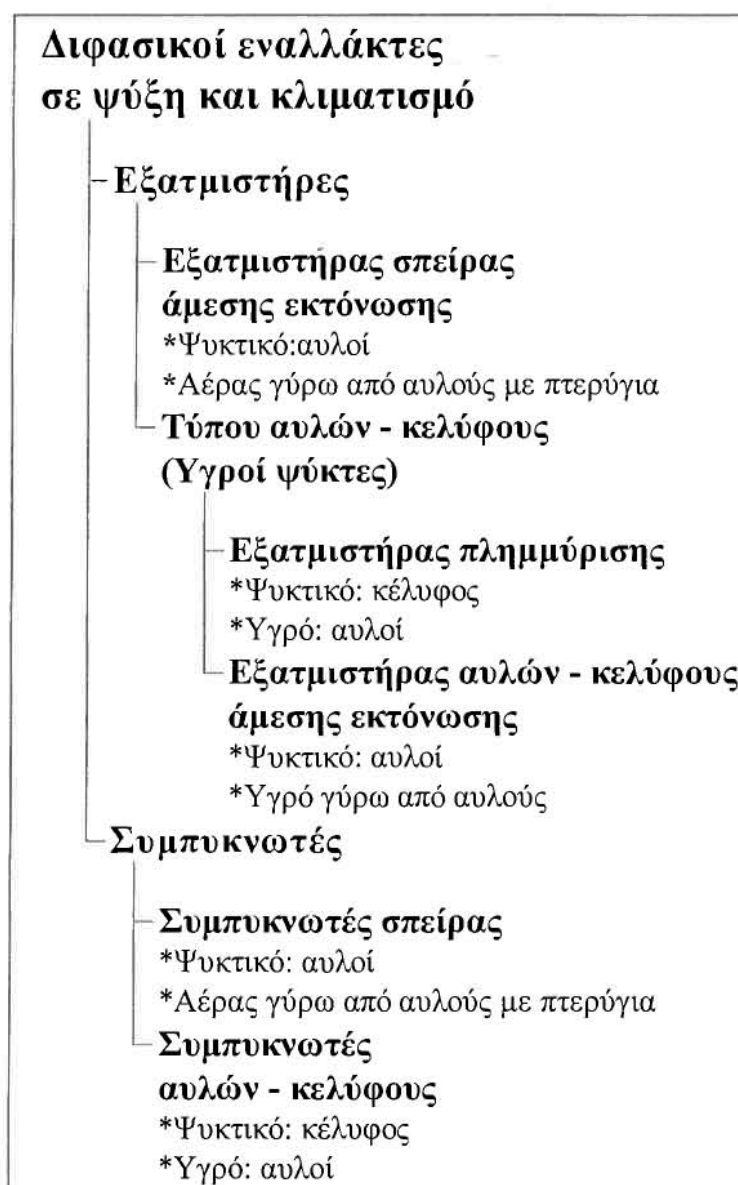 Διφασικοί εναλλάκτες
σε ψύξη και κλιματισμό
Εξατμιστήρες
Εξατμιστήρας σπείρας
άμεσης εκτόνωσης
*Ψυκτικό:αυλοί
*Αέρας γύρω από αυλούς με πτερύγια
Τύπου αυλών - κελύφους
(Υγροί ψύκτες)
Εξατμιστήρας πλημμύρισης
*Ψυκτικό: κέλυφος
*Υγρό: αυλοί
Εξατμιστήρας αυλών - κελύφους
άμεσης εκτόνωσης
*Ψυκτικό: αυλοί
*Υγρό γύρω από αυλούς
Συμπυκνωτές
Συμπυκνωτές σπείρας
*Ψυκτικό: αυλοί
*Αέρας γύρω από αυλούς με πτερύγια
Συμπυκνωτές
αυλών - κελύφους
*Ψυκτικό: κέλυφος
*Υγρό: αυλοί